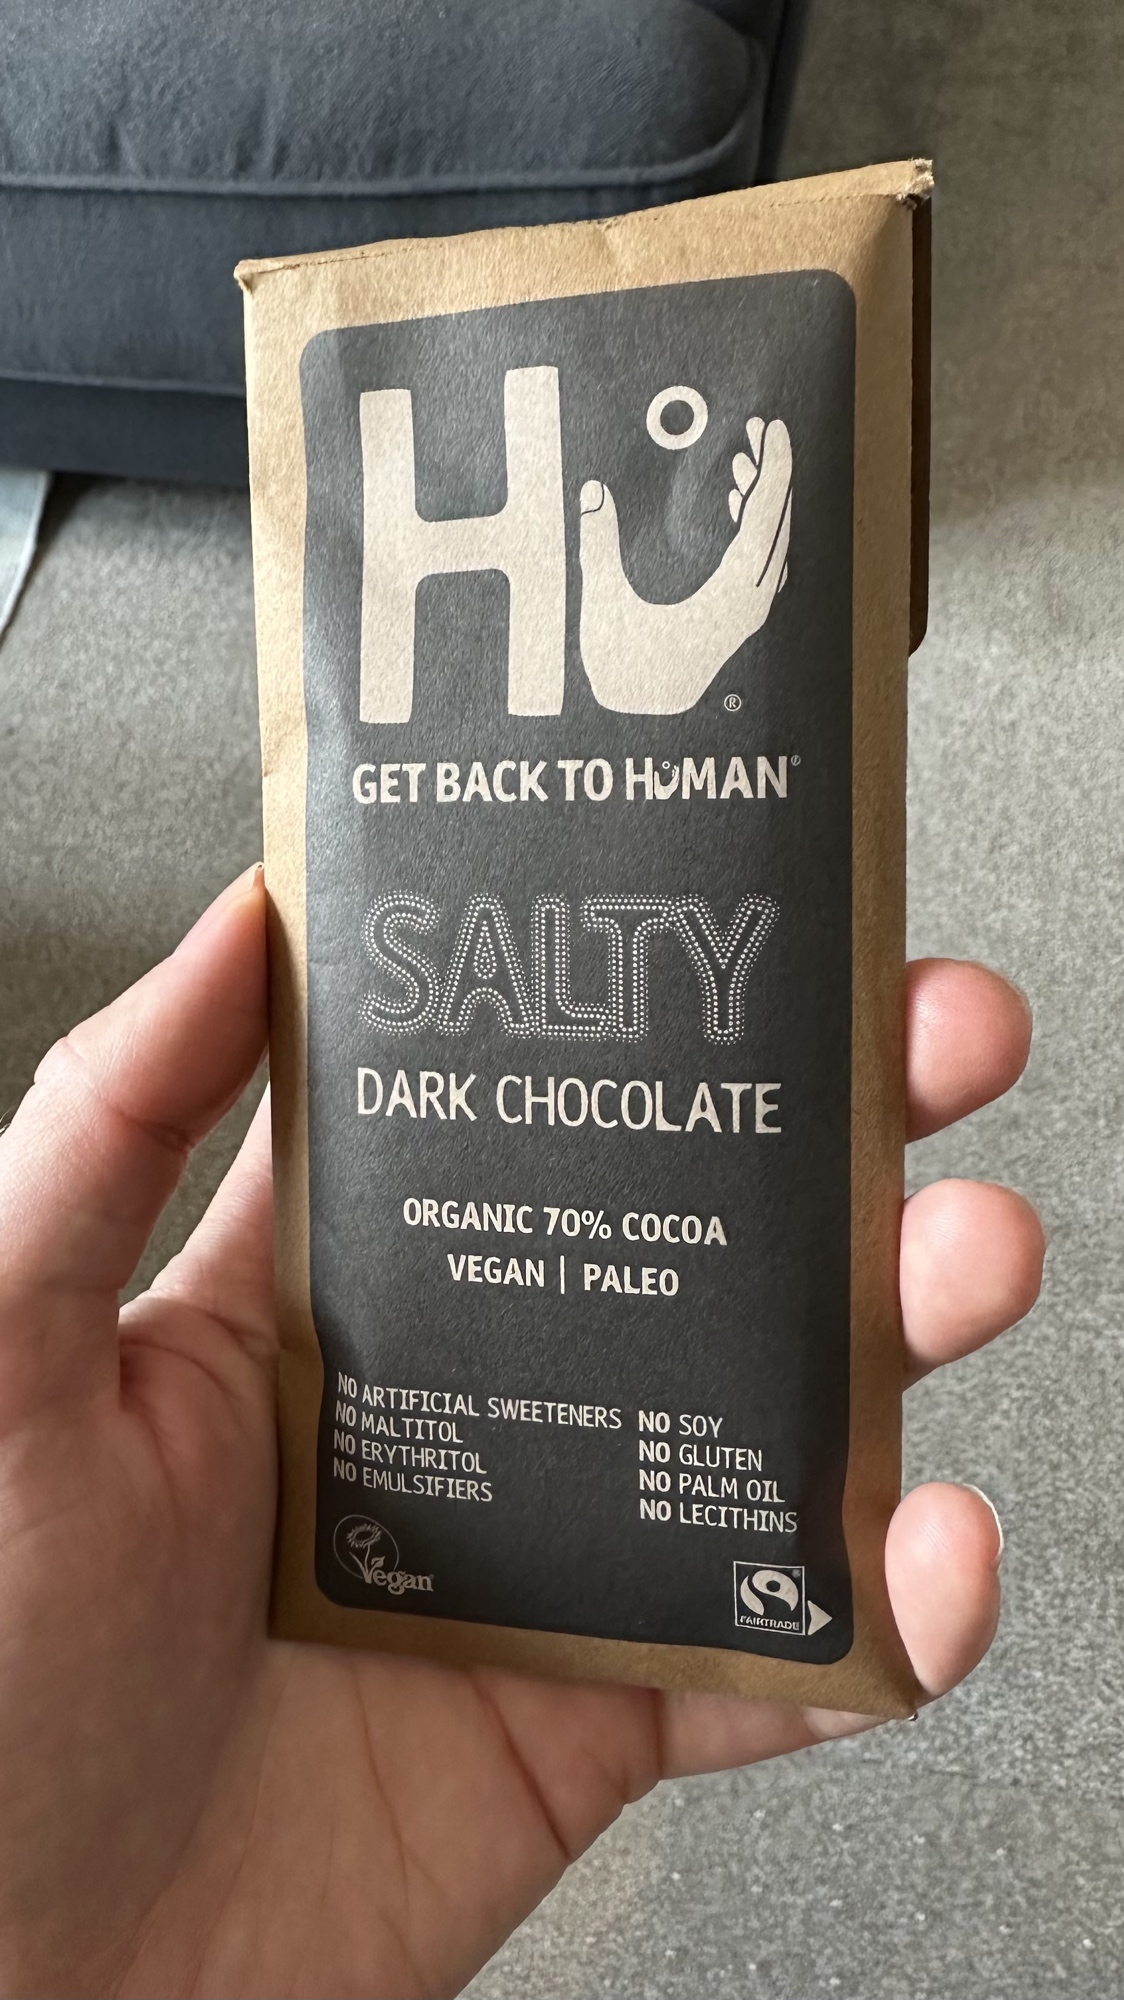 HU
®
GET BACK TO HUMAN®
SALTY
DARK CHOCOLATE
ORGANIC 70% COCOA
VEGAN | PALEO
NO ARTIFICIAL SWEETENERS
NO MALTITOL
NO ERYTHRITOL
NO EMULSIFIERS
NO SOY
NO GLUTEN
NO PALM OIL
NO LECITHINS
Vegan
FAIRTRADE